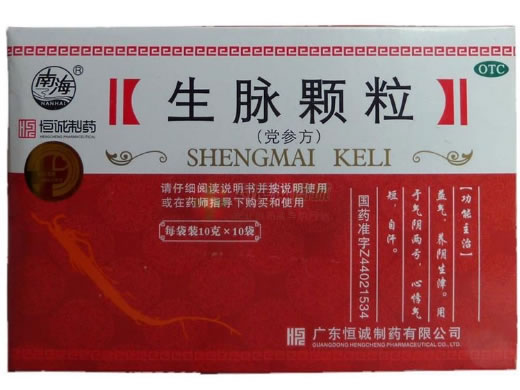 南海®
NANHAI
恒诚制药
HENGCHENG PHARMACEUTICAL
OTC
生脉颗粒
(党参方)
SHENGMAI KELI
请仔细阅读说明书并按说明使用
或在药师指导下购买和使用
每袋装10克×10袋
国药准字Z44021534
【功能主治】
益气,养阴生津。用
于气阴两亏,心悸气
短,自汗。
广东恒诚制药有限公司
GUANGDONG HENGCHENG PHARMACEUTICAL CO., LTD.